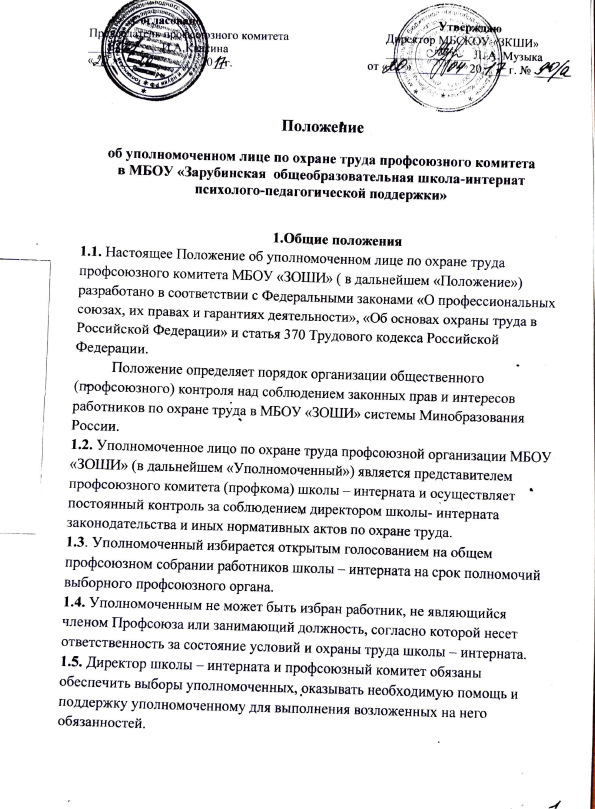 Согласовано
Председатель профсоюзного комитета
2017г.
Утверждаю
Директор МБСКОУ «ЗКШИ»
Л.А. Музыка
от «20» 04 2017 г. № 90/а
Положение
об уполномоченном лице по охране труда профсоюзного комитета
в МБОУ «Зарубинская общеобразовательная школа-интернат
психолого-педагогической поддержки»
1.Общие положения
1.1. Настоящее Положение об уполномоченном лице по охране труда
профсоюзного комитета МБОУ «ЗОШИ» ( в дальнейшем «Положение»)
разработано в соответствии с Федеральными законами «О профессиональных
союзах, их правах и гарантиях деятельности», «Об основах охраны труда в
Российской Федерации» и статья 370 Трудового кодекса Российской
Федерации.
Положение определяет порядок организации общественного
(профсоюзного) контроля над соблюдением законных прав и интересов
работников по охране труда в МБОУ «ЗОШИ» системы Минобразования
России.
1.2. Уполномоченное лицо по охране труда профсоюзной организации МБОУ
«ЗОШИ» (в дальнейшем «Уполномоченный») является представителем
профсоюзного комитета (профкома) школы – интерната и осуществляет
постоянный контроль за соблюдением директором школы- интерната
законодательства и иных нормативных актов по охране труда.
1.3. Уполномоченный избирается открытым голосованием на общем
профсоюзном собрании работников школы – интерната на срок полномочий
выборного профсоюзного органа.
1.4. Уполномоченным не может быть избран работник, не являющийся
членом Профсоюза или занимающий должность, согласно которой несет
ответственность за состояние условий и охраны труда школы – интерната.
1.5. Директор школы – интерната и профсоюзный комитет обязаны
обеспечить выборы уполномоченных, оказывать необходимую помощь и
поддержку уполномоченному для выполнения возложенных на него
обязанностей.